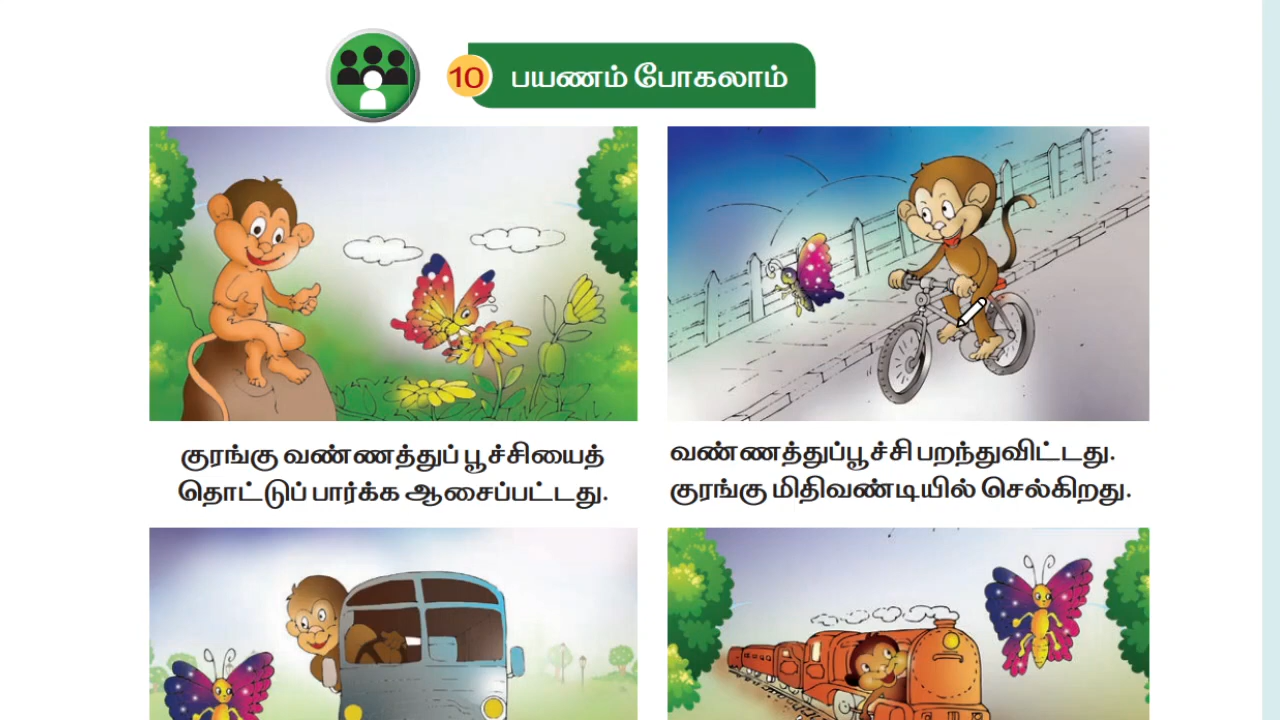 10 பயணம் போகலாம்
குரங்கு வண்ணத்துப் பூச்சியைத்
தொட்டுப் பார்க்க ஆசைப்பட்டது.
வண்ணத்துப்பூச்சி பறந்துவிட்டது.
குரங்கு மிதிவண்டியில் செல்கிறது.